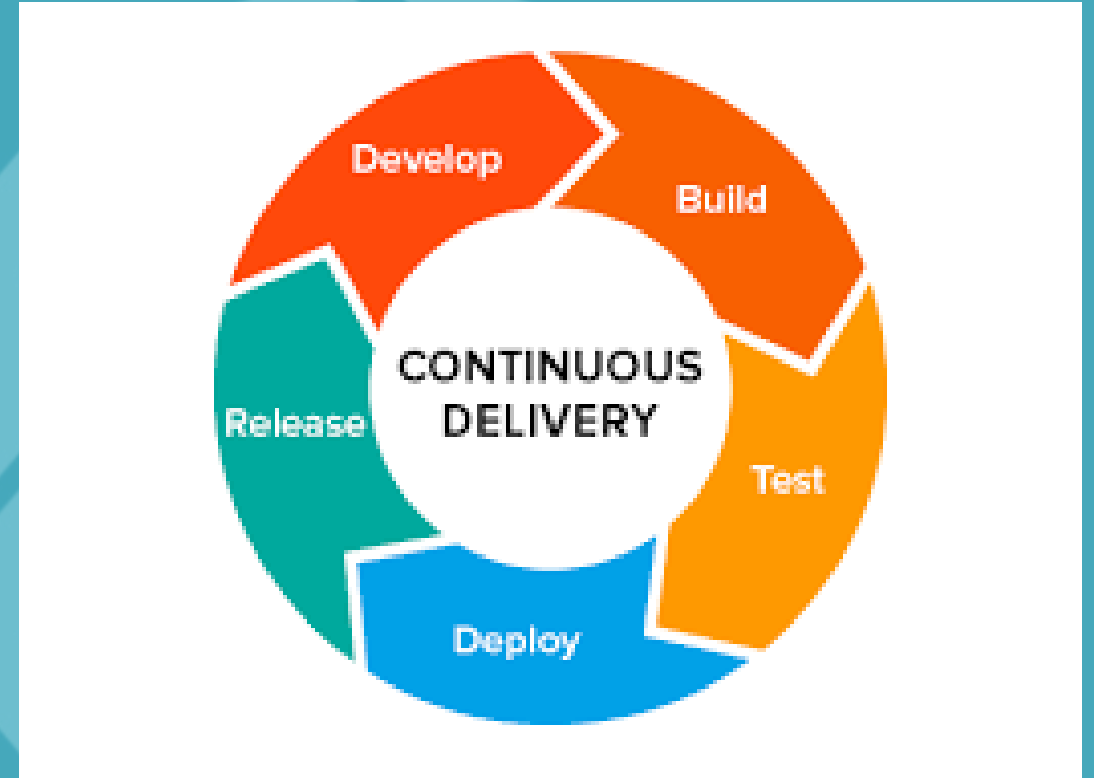 Develop
Build
Test
Deploy
Release
CONTINUOUS
DELIVERY